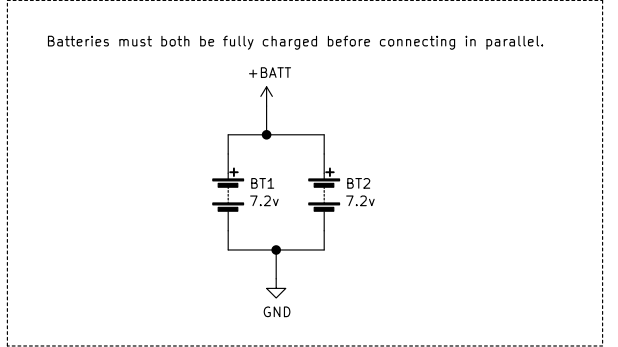 Batteries must both be fully charged before connecting in parallel.
+BATT
+
BT1
7.2v
+
BT2
7.2v
GND